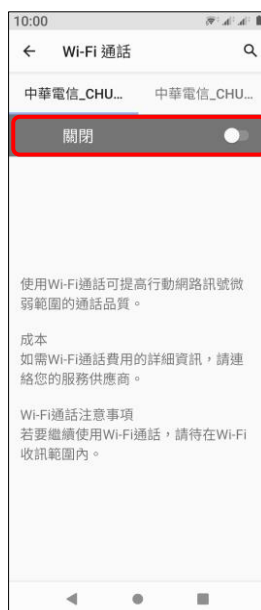 10:00
Wi-Fi 通話
中華電信_CHU... 中華電信_CHU...
關閉
使用Wi-Fi通話可提高行動網路訊號微
弱範圍的通話品質。
成本
如需Wi-Fi通話費用的詳細資訊，請連
絡您的服務供應商。
Wi-Fi通話注意事項
若要繼續使用Wi-Fi通話，請待在Wi-Fi
收訊範圍內。